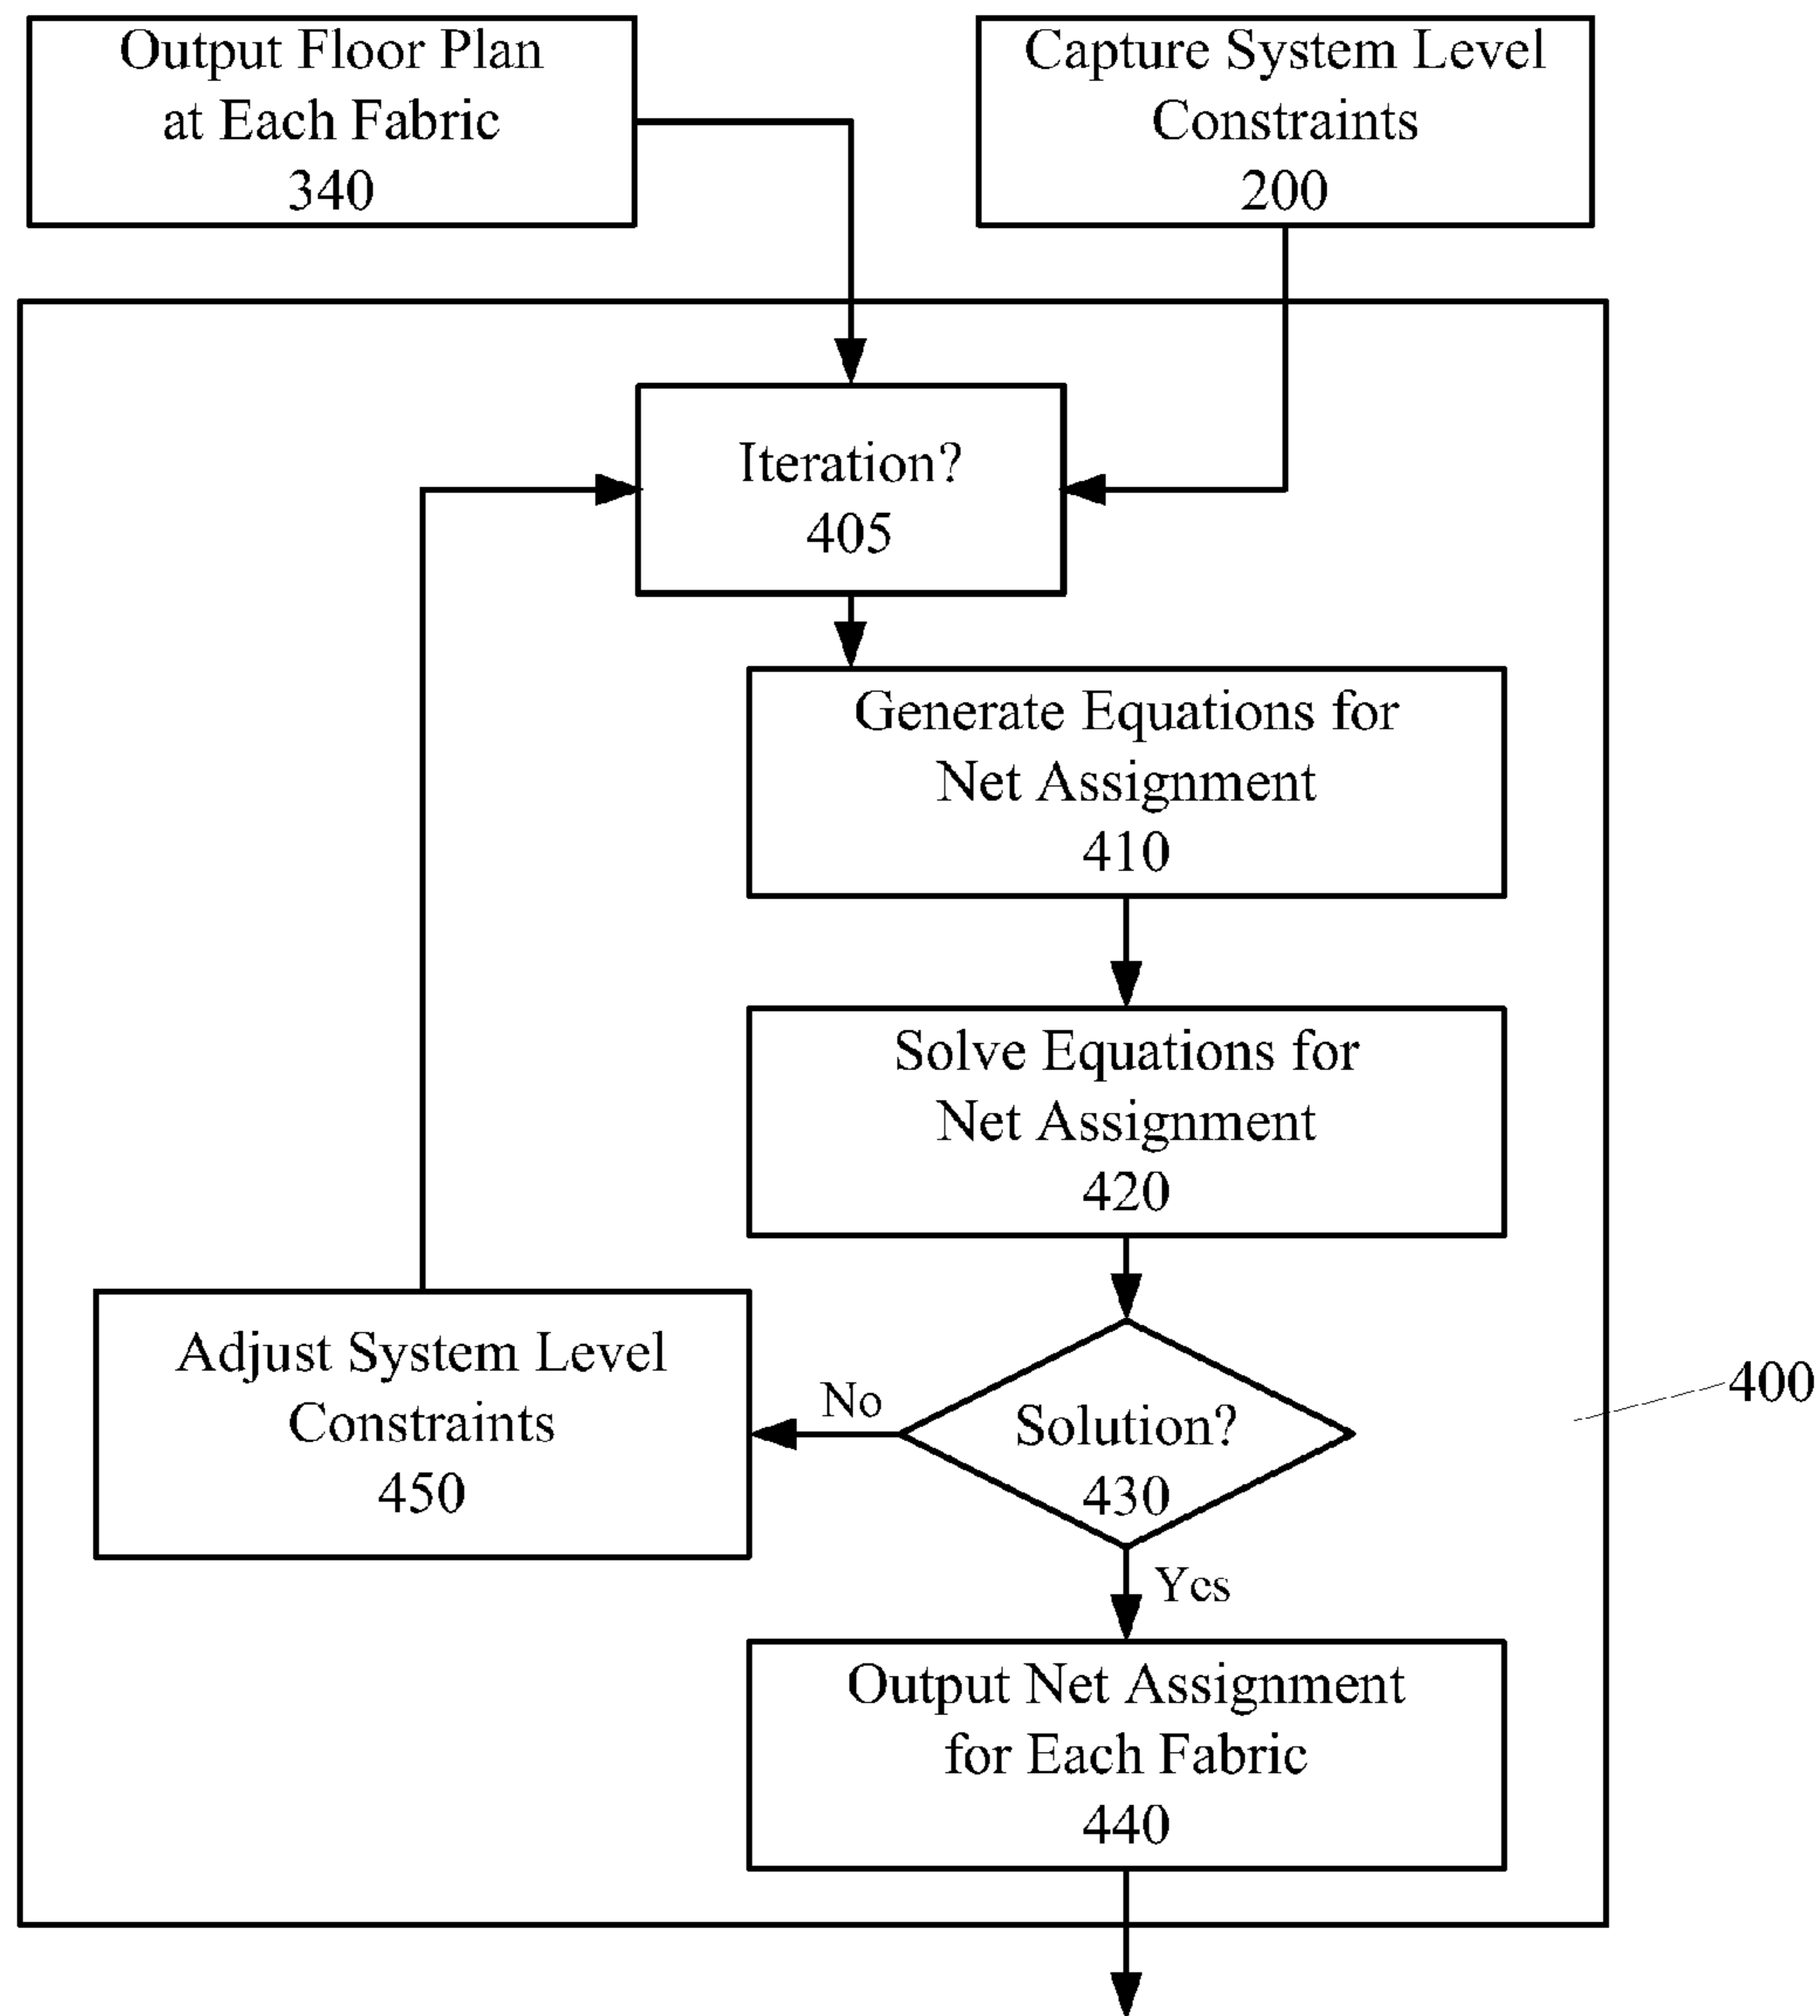 Output Floor Plan
at Each Fabric
340
Capture System Level
Constraints
200
Iteration?
405
Generate Equations for
Net Assignment
410
Solve Equations for
Net Assignment
420
Adjust System Level
Constraints
450
No
Solution?
430
400
Yes
Output Net Assignment
for Each Fabric
440